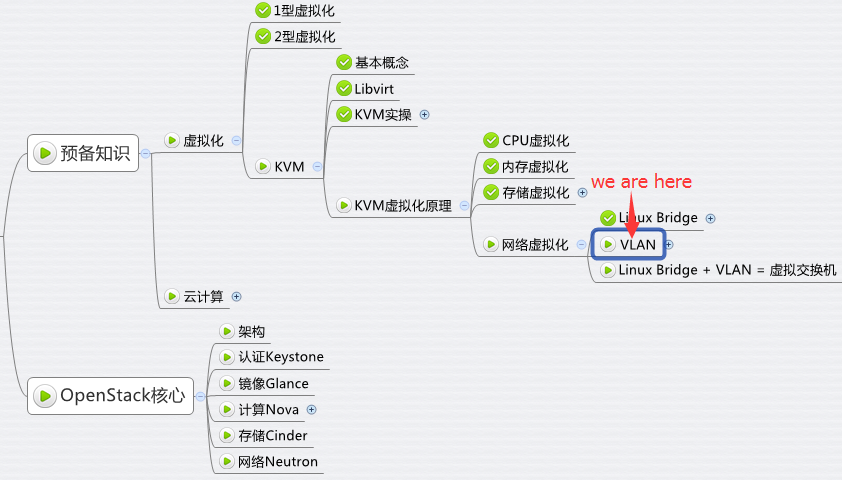 1型虚拟化
2型虚拟化
基本概念
Libvirt
KVM实操
虚拟化
CPU虚拟化
预备知识
KVM
内存虚拟化
we are here
KVM虚拟化原理
存储虚拟化
Linux Bridge
网络虚拟化
VLAN
Linux Bridge + VLAN = 虚拟交换机
云计算
架构
认证Keystone
镜像Glance
OpenStack核心
计算Nova
存储Cinder
网络Neutron